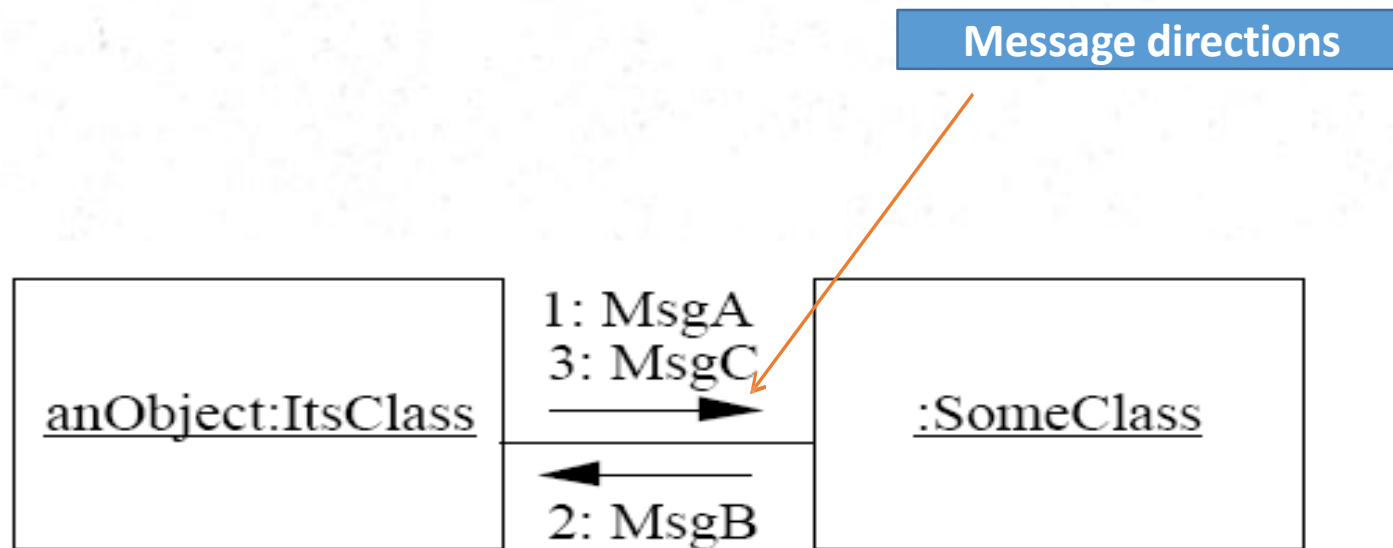 Message directions
1: MsgA
3: MsgC
anObject:ItsClass
:SomeClass
2: MsgB